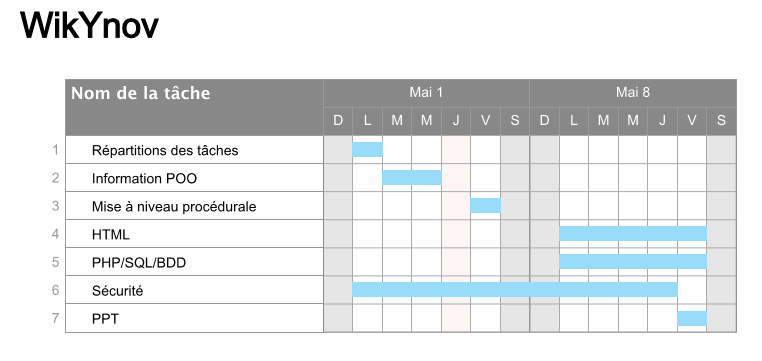 WikYnov
Nom de la tâche
Mai 1 Mai 8
D L M M J V S D L M M J V S
1 Répartitions des tâches
2 Information POO
3 Mise à niveau procédurale
4 HTML
5 PHP/SQL/BDD
6 Sécurité
7 PPT